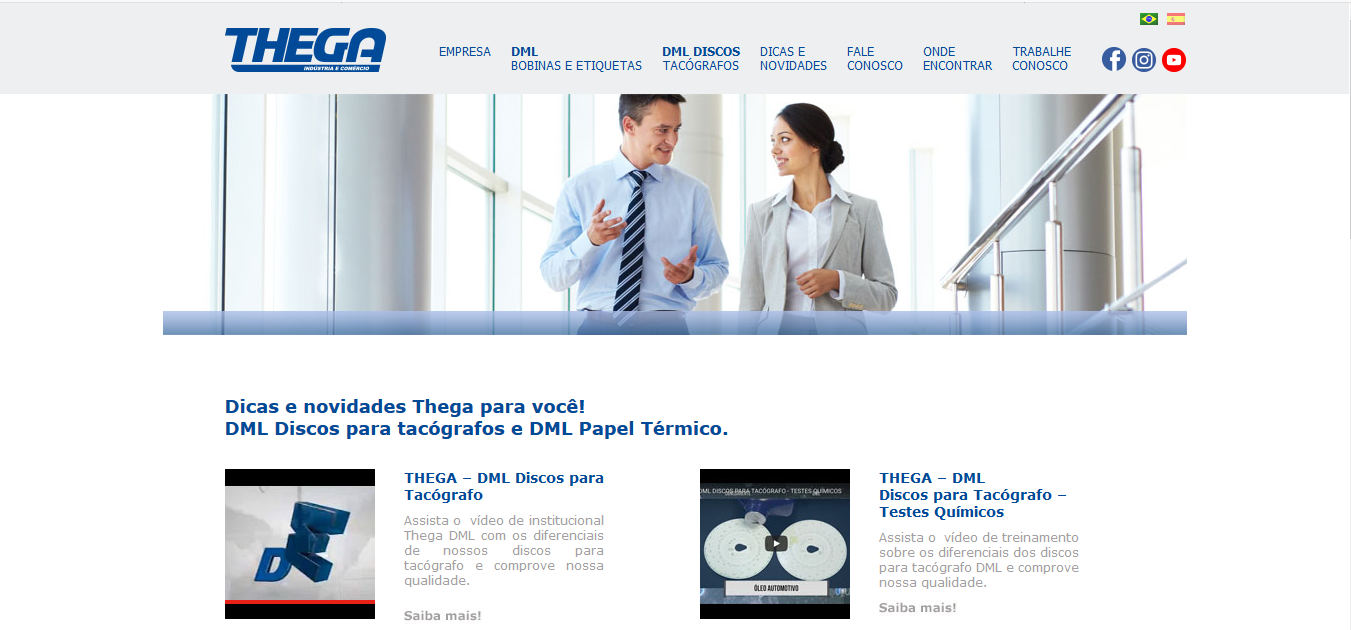 THEGA
INDÚSTRIA E COMÉRCIO
EMPRESA
DML
BOBINAS E ETIQUETAS
DML DISCOS
TACÓGRAFOS
DICAS E
NOVIDADES
FALE
CONOSCO
ONDE
ENCONTRAR
TRABALHE
CONOSCO
Dicas e novidades Thega para você!
DML Discos para tacógrafos e DML Papel Térmico.
THEGA – DML Discos para
Tacógrafo
Assista o vídeo de institucional
Thega DML com os diferenciais
de nossos discos para
tacógrafo e comprove nossa
qualidade.
Saiba mais!
DML DISCOS PARA TACÓGRAFO - TESTES QUÍMICOS
ÓLEO AUTOMOTIVO
THEGA – DML
Discos para Tacógrafo –
Testes Químicos
Assista o vídeo de treinamento
sobre os diferenciais dos discos
para tacógrafo DML e comprove
nossa qualidade.
Saiba mais!